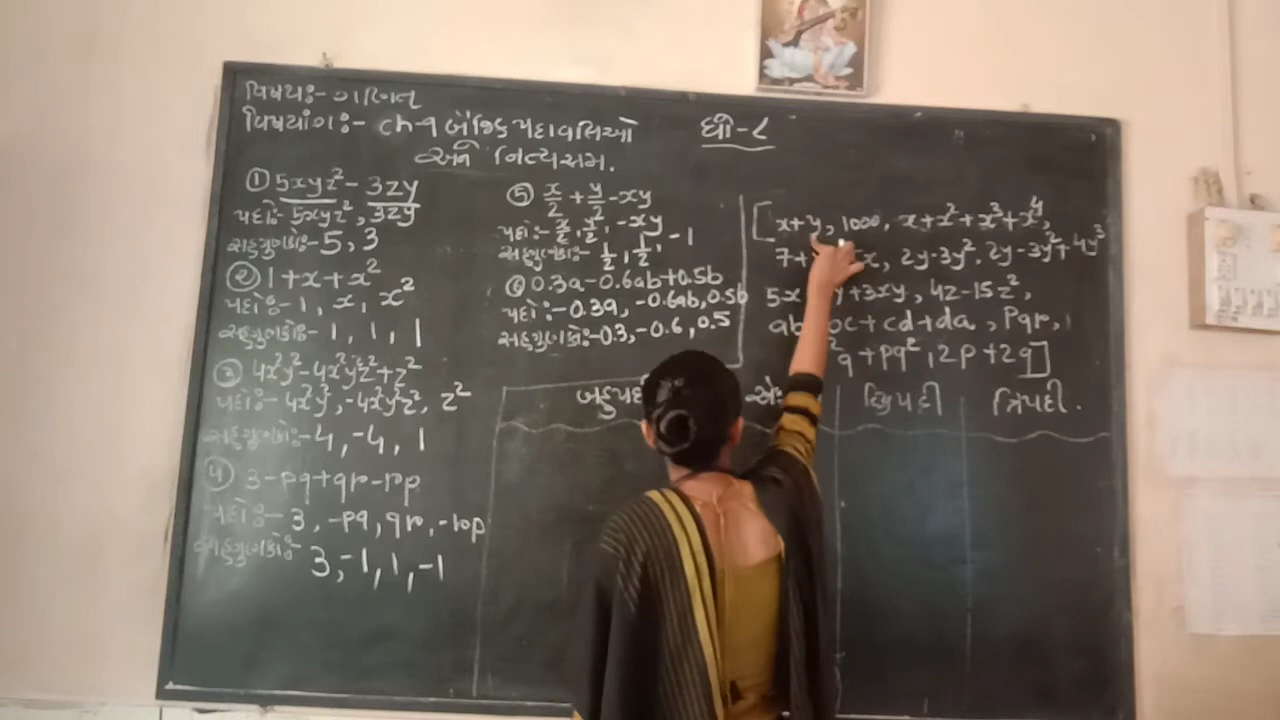 વિષયઃ- ગણિત
વિષયાંગઃ- ch-9 બૈજિક પદાવલિઓ
અને નિત્યસમ.
ધો-૮
① 5xyz² - 3zy
પદોઃ- 5xyz², 3zy
સહગુણકોઃ- 5, 3
② 1+x+x²
પદોઃ- 1, x, x²
સહગુણકોઃ- 1, 1, 1
③ 4x²y²-4x²y²z²+z²
પદોઃ- 4x²y², -4x²y²z², z²
સહગુણકોઃ- 4, -4, 1
④ 3-pq+qr-rp
પદોઃ- 3, -pq, qr, -rp
સહગુણકોઃ- 3, -1, 1, -1
⑤ x/2 + y/2 - xy
પદોઃ- x/2, y/2, -xy
સહગુણકોઃ- 1/2, 1/2, -1
⑥ 0.3a-0.6ab+0.5b
પદોઃ- 0.3a, -0.6ab, 0.5b
સહગુણકોઃ- 0.3, -0.6, 0.5
[x+y, 1000, x+x²+x³+x⁴,
7+ x, 2y-3y², 2y-3y²+4y³
5x y+3xy, 4z-15z²,
ab c+cd+da, pqr,
²q+pq², 2p+2q]
દ્વિપદી ત્રિપદી.